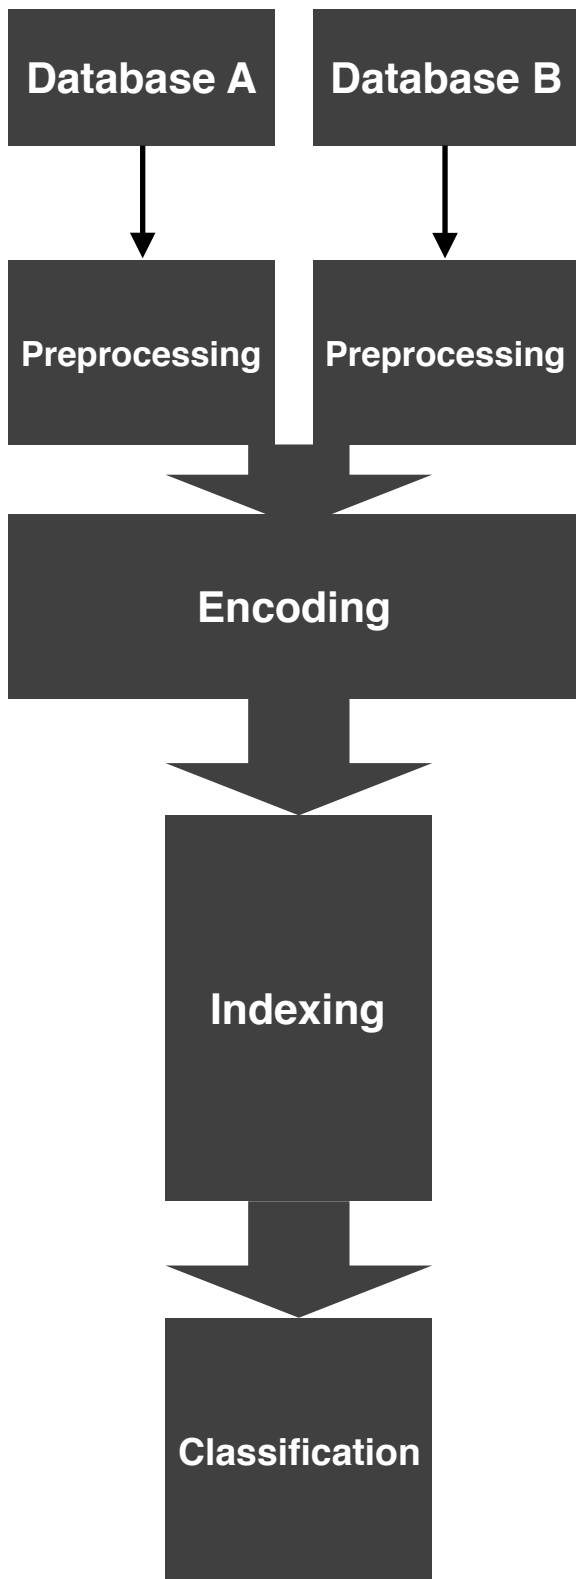 Database A
Database B
Preprocessing
Preprocessing
Encoding
Indexing
Classification